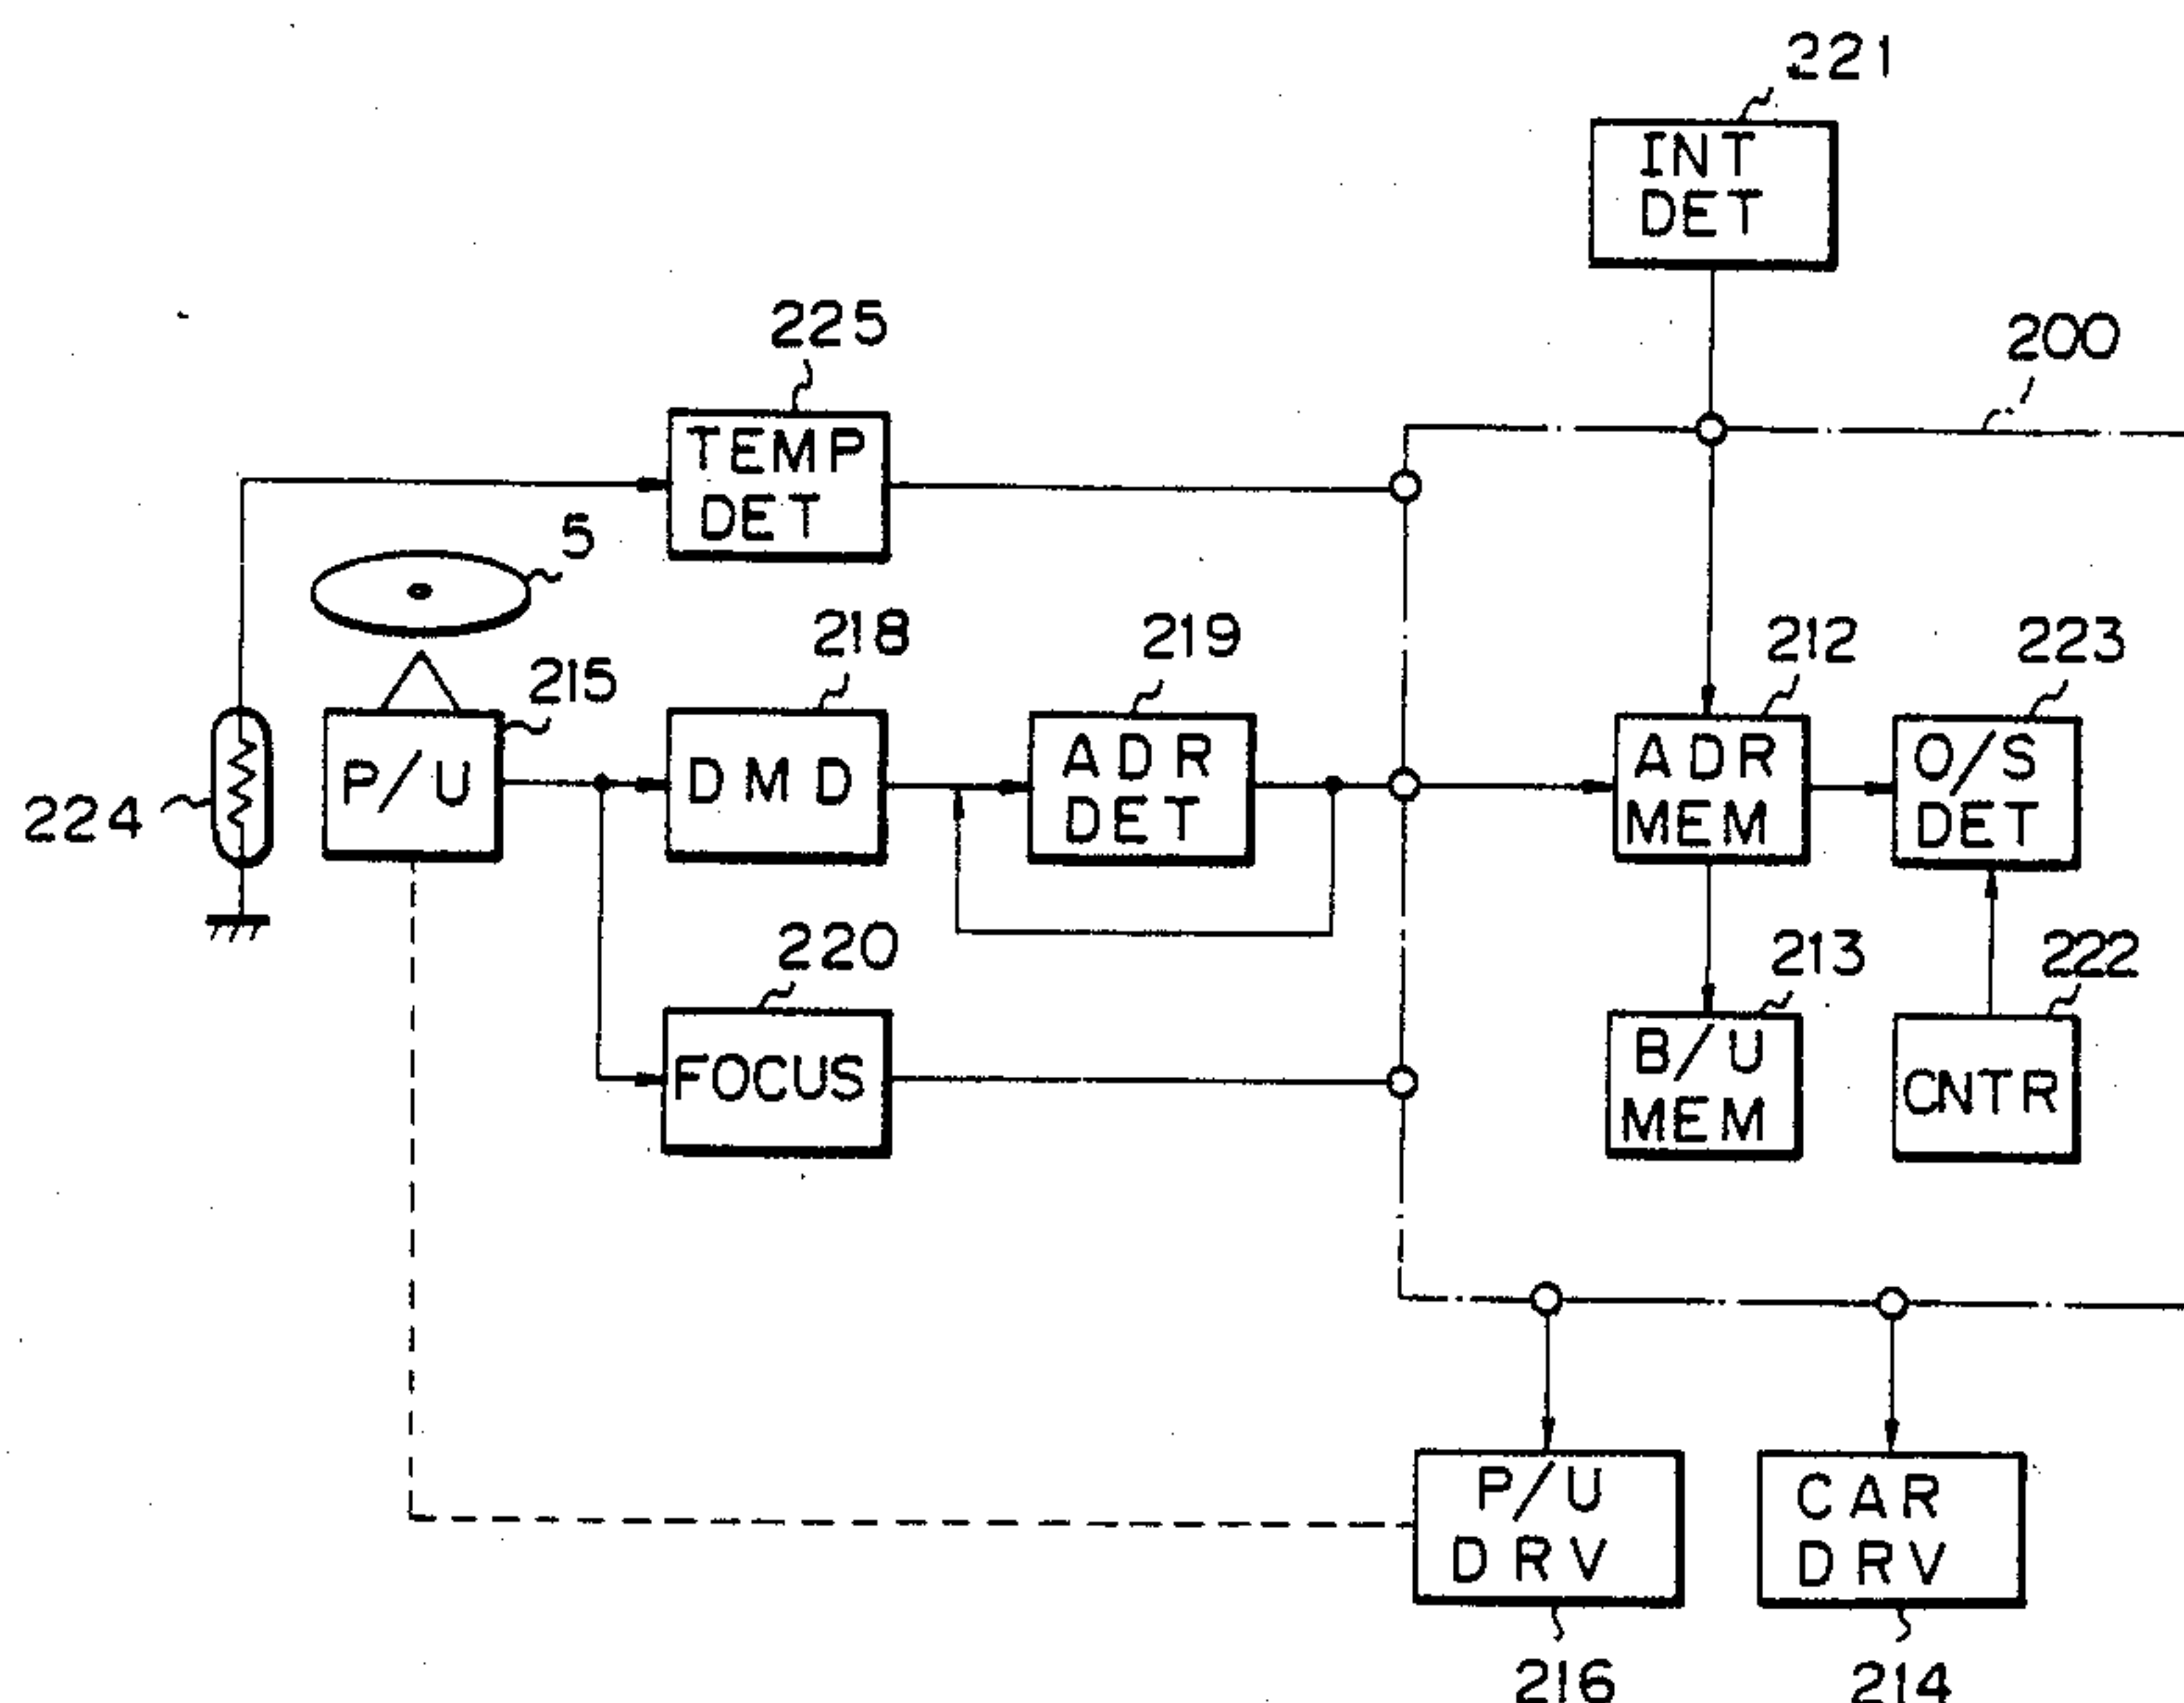 221
INT
DET
200
225
TEMP
DET
5
215
P/U
224
218
DMD
219
ADR
DET
212
ADR
MEM
223
O/S
DET
220
FOCUS
213
B/U
MEM
222
CNTR
P/U
DRV
216
CAR
DRV
214